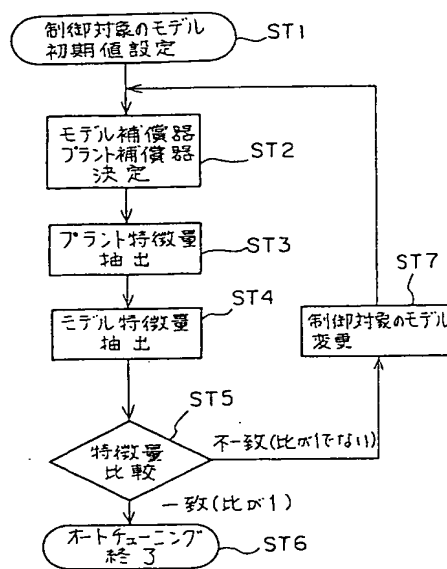 制御対象のモデル
初期値設定
ST1
モデル補償器
プラント補償器
決定
ST2
プラント特徴量
抽出
ST3
モデル特徴量
抽出
ST4
ST7
制御対象のモデル
変更
ST5
特徴量
比較
不一致(比が1でない)
一致(比が1)
オートチューニング
終了
ST6